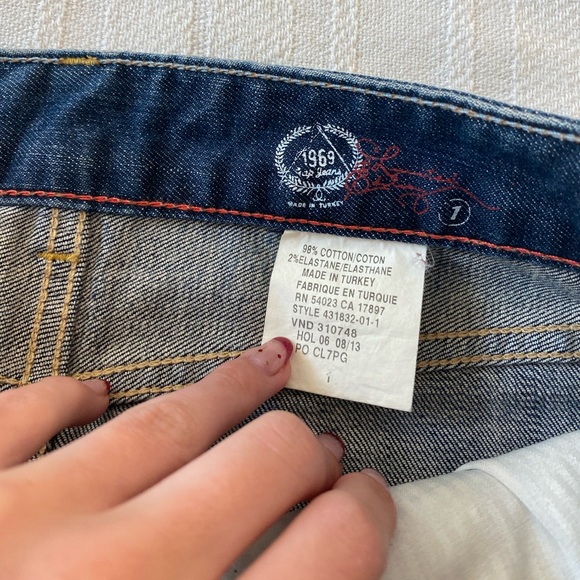 1969
Gap Jeans
MADE IN TURKEY
1
98% COTTON/COTON
2%ELASTANE/ELASTHANE
MADE IN TURKEY
FABRIQUE EN TURQUIE
RN 54023 CA 17897
STYLE 431832-01-1
VND 310748
HOL 06 08/13
PO CL7PG